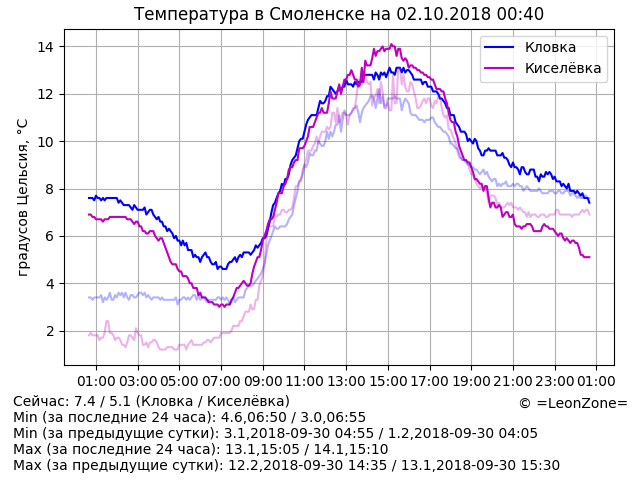 Температура в Смоленске на 02.10.2018 00:40
градусов Цельсия, °C
14
12
10
8
6
4
2
Кловка
Киселёвка
01:00 03:00 05:00 07:00 09:00 11:00 13:00 15:00 17:00 19:00 21:00 23:00 01:00
Сейчас: 7.4 / 5.1 (Кловка / Киселёвка)
© =LeonZone=
Min (за последние 24 часа): 4.6,06:50 / 3.0,06:55
Min (за предыдущие сутки): 3.1,2018-09-30 04:55 / 1.2,2018-09-30 04:05
Max (за последние 24 часа): 13.1,15:05 / 14.1,15:10
Max (за предыдущие сутки): 12.2,2018-09-30 14:35 / 13.1,2018-09-30 15:30